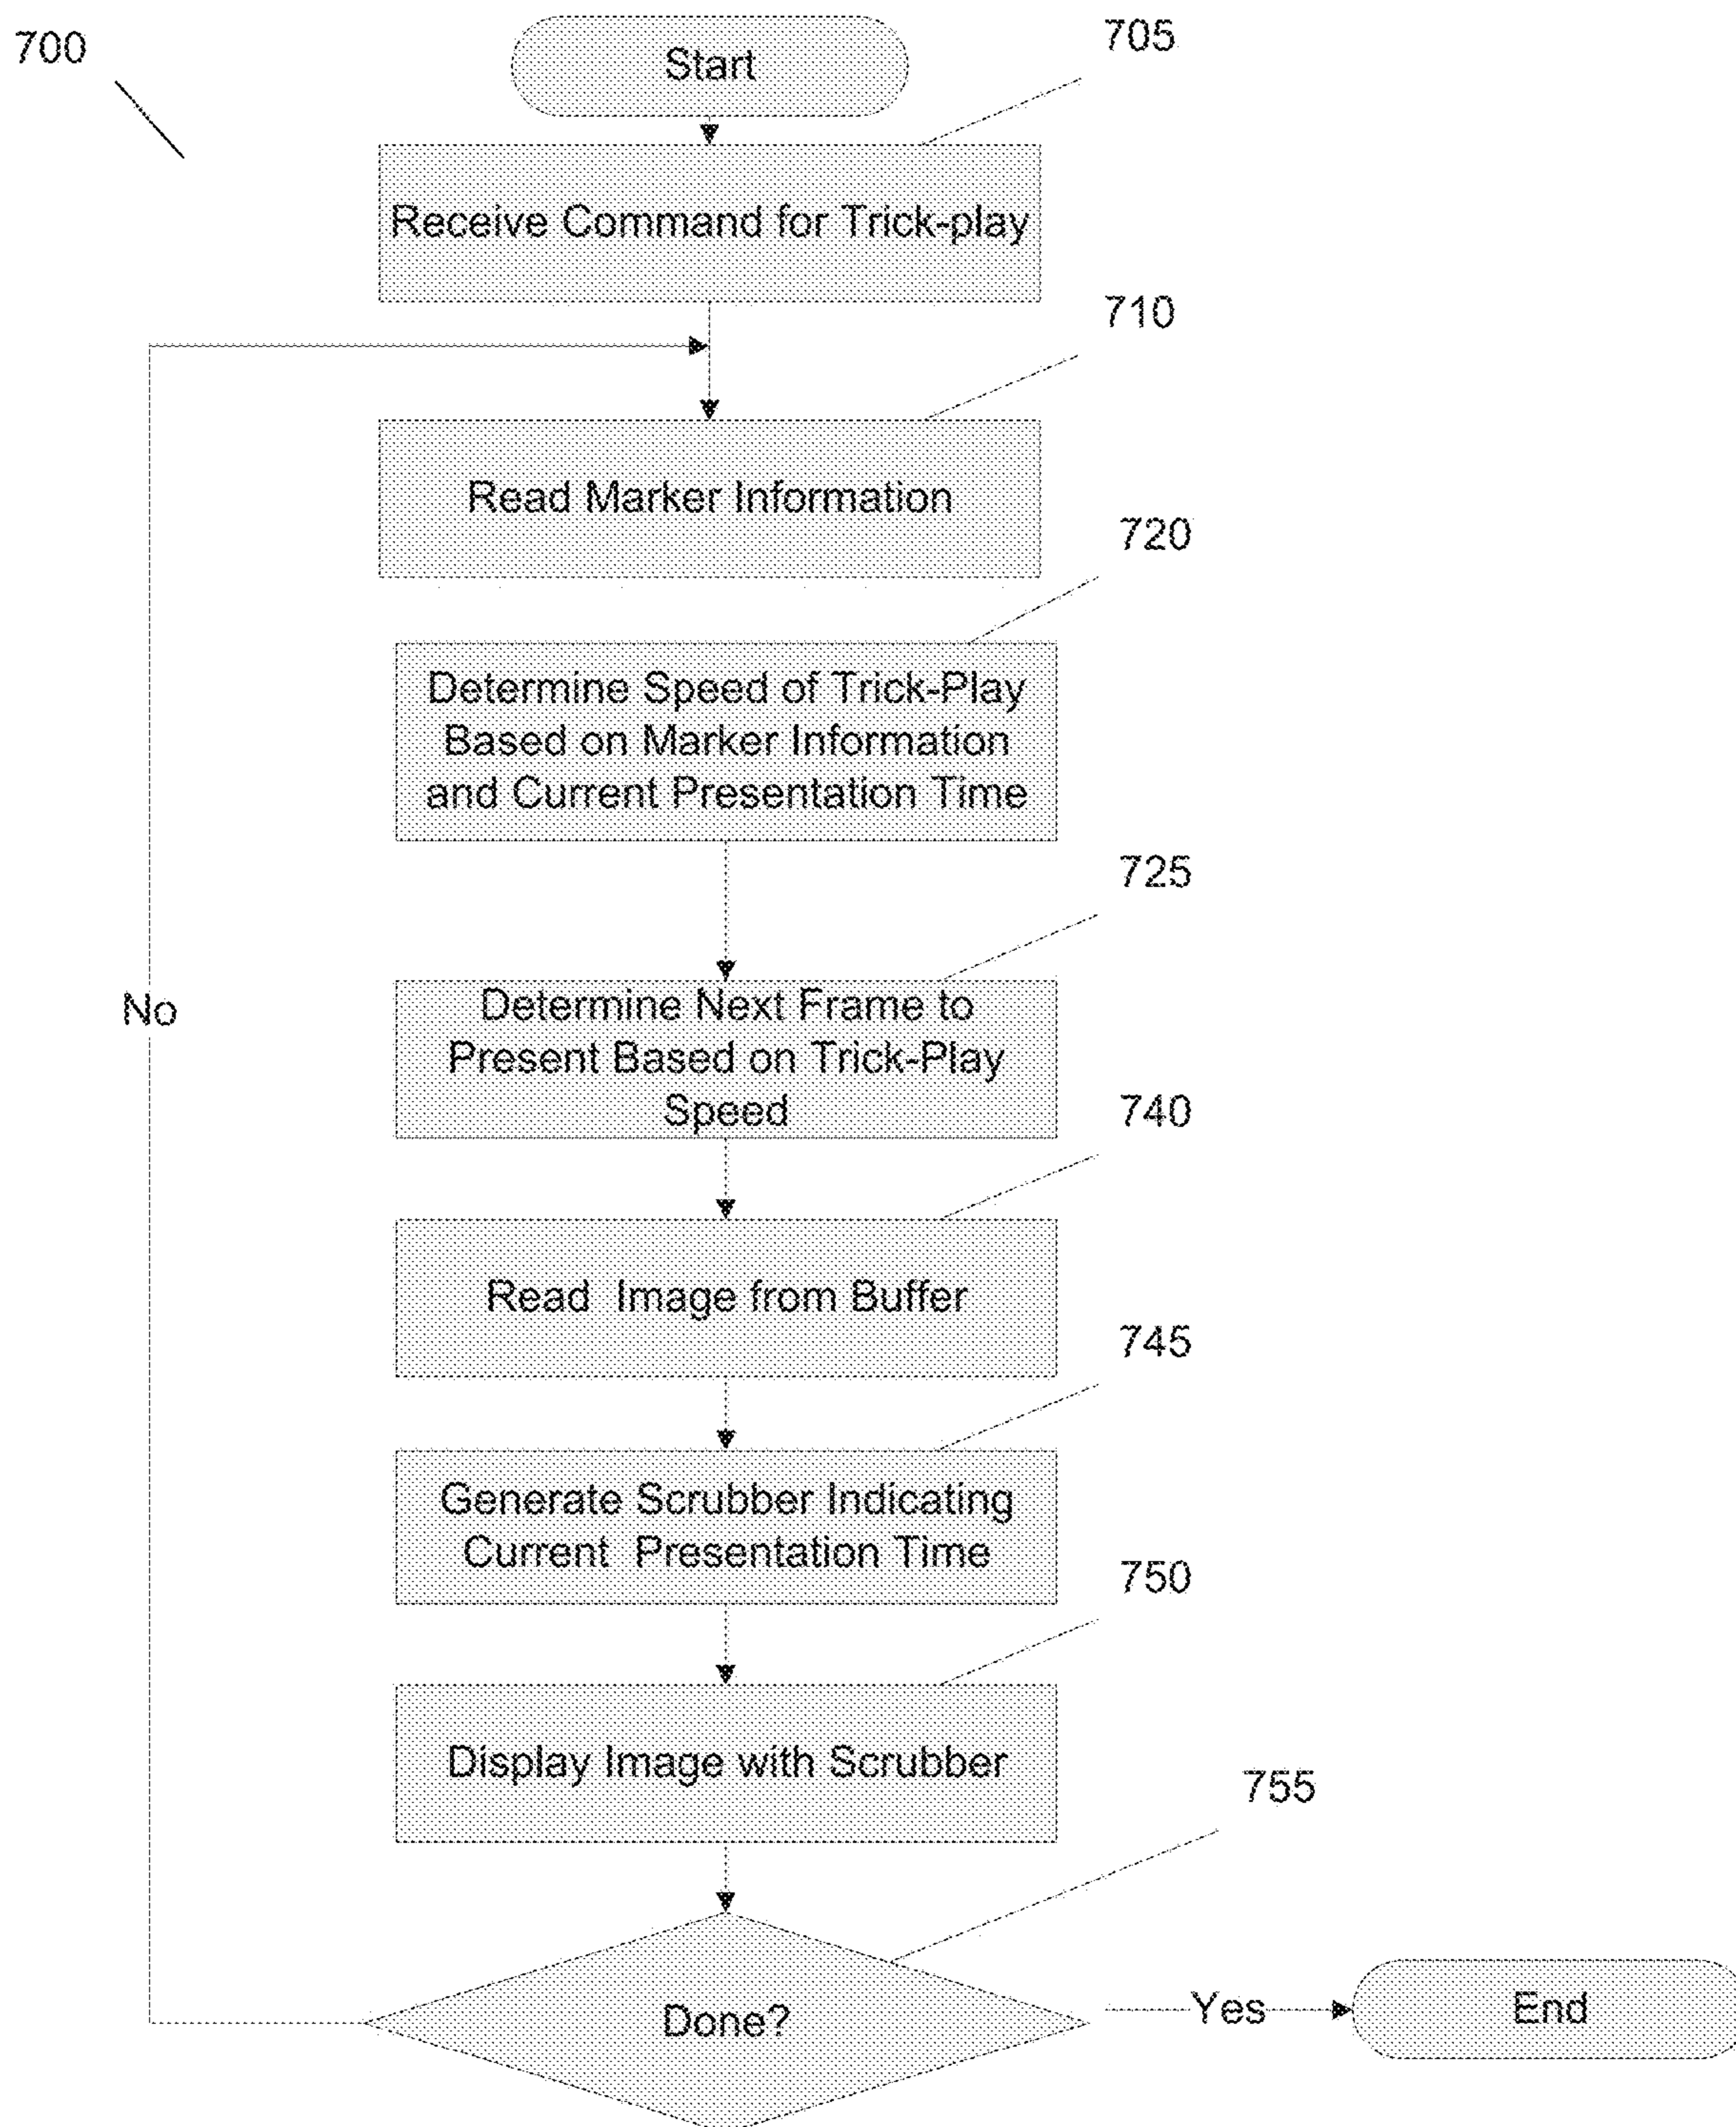 700
Start
705
Receive Command for Trick-play
710
Read Marker Information
720
Determine Speed of Trick-Play
Based on Marker Information
and Current Presentation Time
725
Determine Next Frame to
Present Based on Trick-Play
Speed
740
Read Image from Buffer
745
Generate Scrubber Indicating
Current Presentation Time
750
Display Image with Scrubber
755
Done?
Yes
End
No